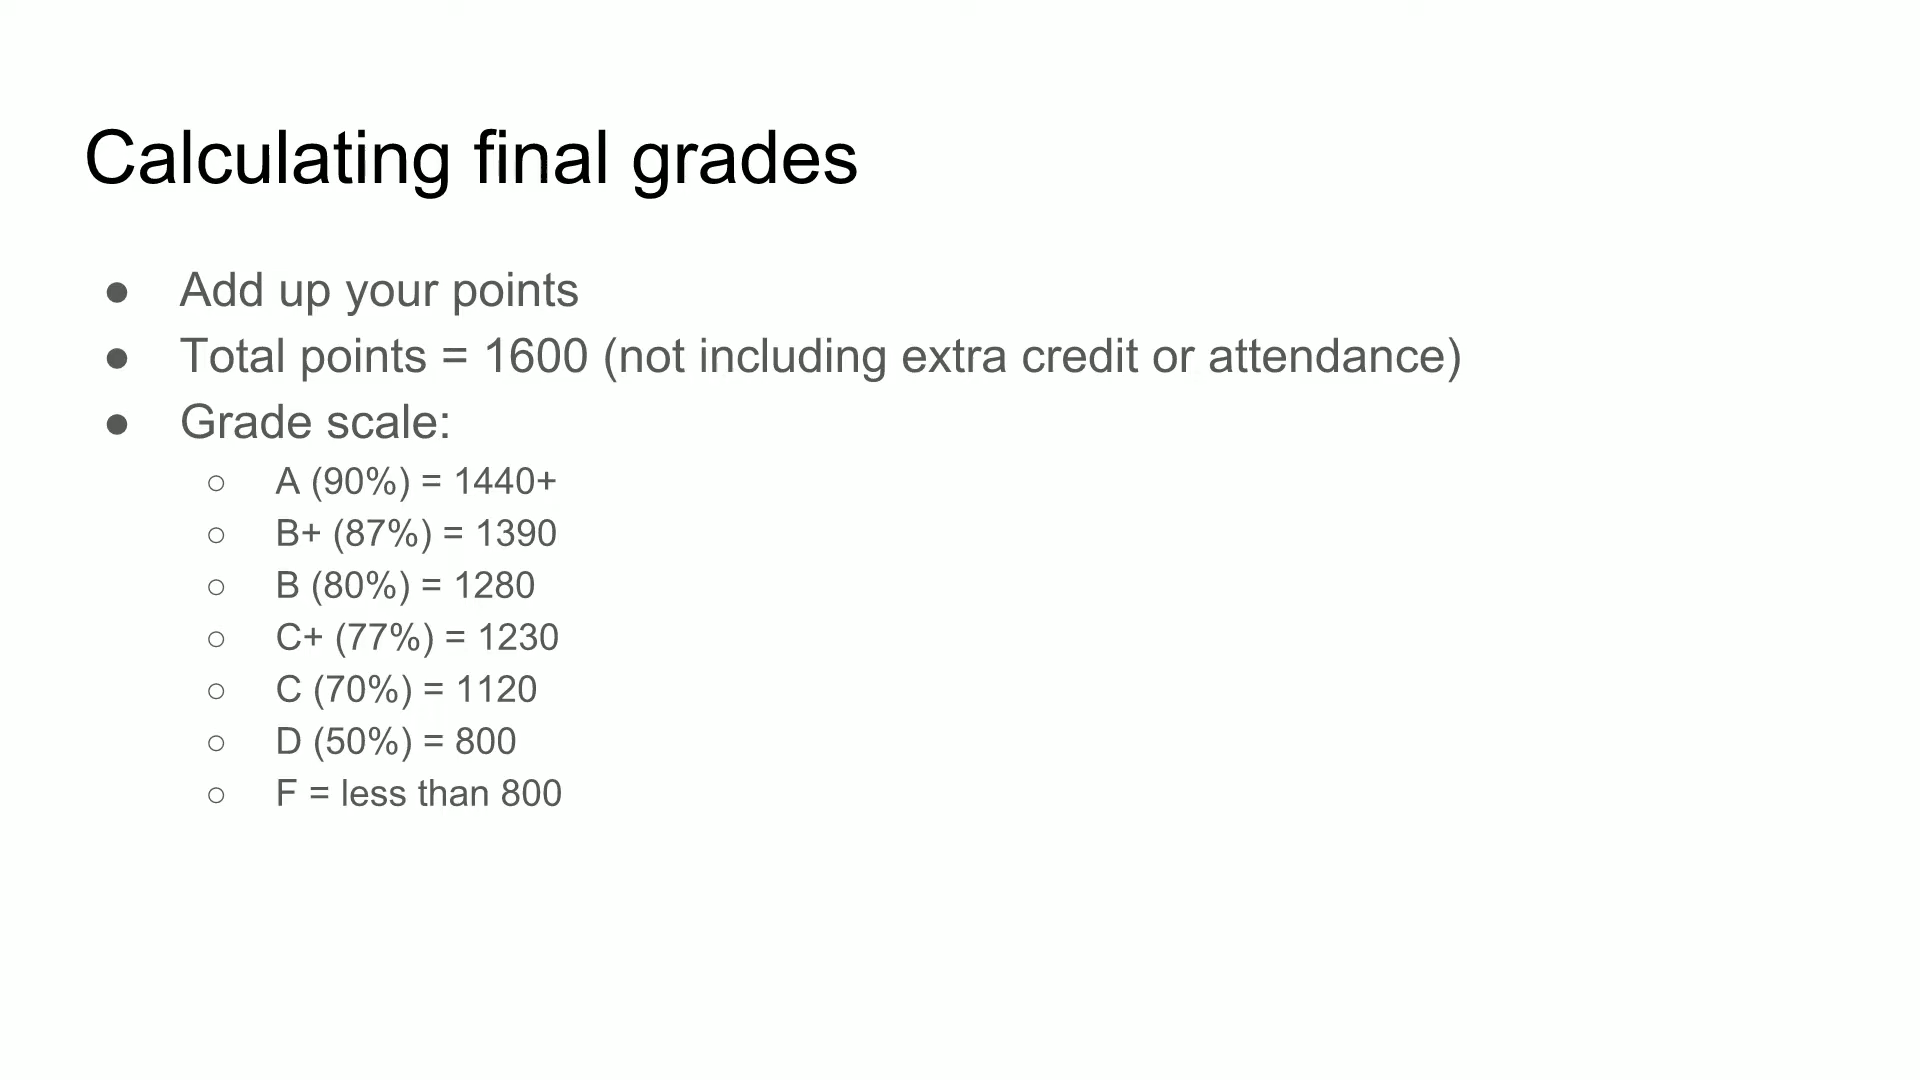 Calculating final grades
● Add up your points
● Total points = 1600 (not including extra credit or attendance)
● Grade scale:
○ A (90%) = 1440+
○ B+ (87%) = 1390
○ B (80%) = 1280
○ C+ (77%) = 1230
○ C (70%) = 1120
○ D (50%) = 800
○ F = less than 800